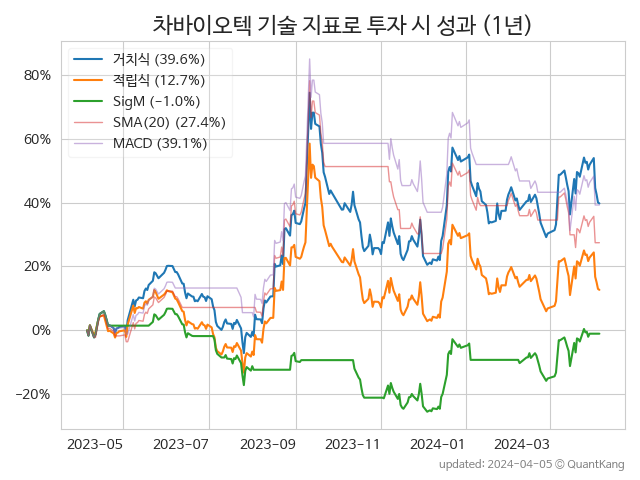 차바이오텍 기술 지표로 투자 시 성과 (1년)
거치식 (39.6%)
적립식 (12.7%)
SigM (−1.0%)
SMA(20) (27.4%)
MACD (39.1%)
80%
60%
40%
20%
0%
−20%
2023-05 2023-07 2023-09 2023-11 2024-01 2024-03
updated: 2024-04-05 © QuantKang